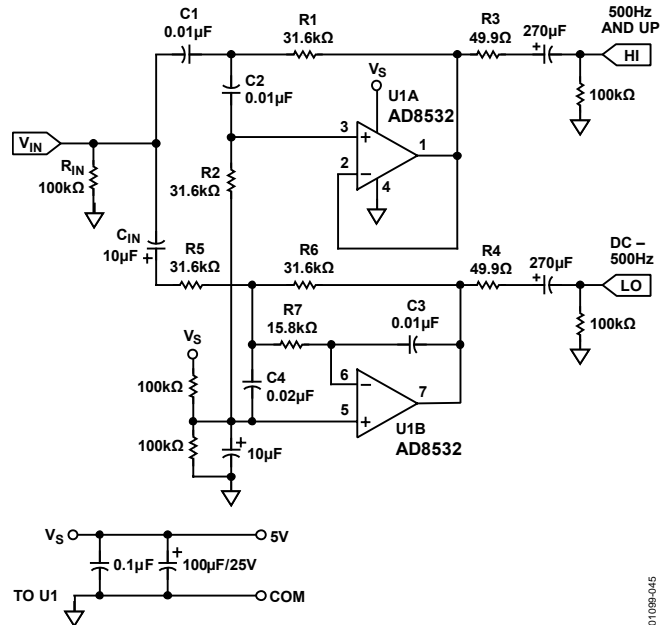 C1
0.01µF
R1
31.6kΩ
R3
49.9Ω
270µF
+
500Hz
AND UP
HI
100kΩ
C2
0.01µF
VS
U1A
AD8532
3
+
2
−
1
4
VIN
RIN
100kΩ
R2
31.6kΩ
CIN
10µF
+
R5
31.6kΩ
R6
31.6kΩ
R4
49.9Ω
270µF
+
DC –
500Hz
LO
100kΩ
R7
15.8kΩ
C3
0.01µF
VS
100kΩ
100kΩ
C4
0.02µF
6
−
5
+
7
U1B
AD8532
+
10µF
VS
5V
0.1µF
+
100µF/25V
TO U1
COM
01099-045